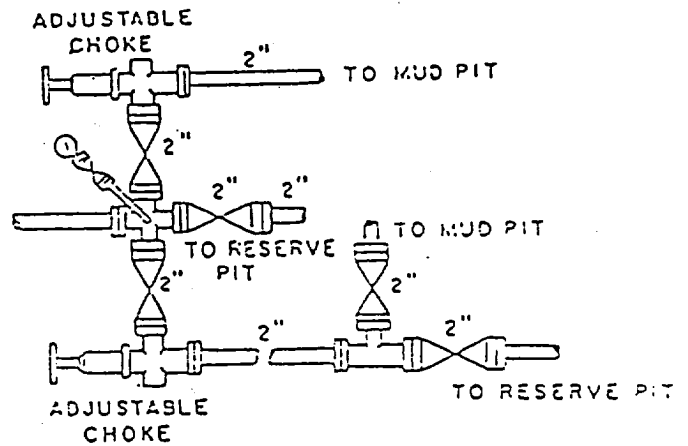 ADJUSTABLE
CHOKE
2"
TO MUD PIT
2"
2"
2"
TO RESERVE
PIT
TO MUD PIT
2"
2"
2"
2"
TO RESERVE PIT
ADJUSTABLE
CHOKE